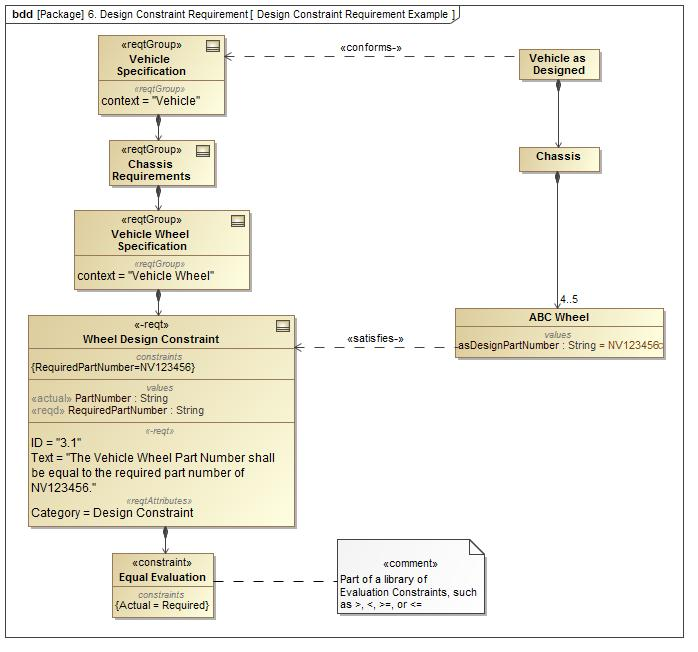 bdd [Package] 6. Design Constraint Requirement [ Design Constraint Requirement Example ]
«reqtGroup»
Vehicle
Specification
«reqtGroup»
context = "Vehicle"
«conforms-»
Vehicle as
Designed
«reqtGroup»
Chassis
Requirements
Chassis
«reqtGroup»
Vehicle Wheel
Specification
«reqtGroup»
context = "Vehicle Wheel"
4..5
ABC Wheel
values
asDesignPartNumber : String = NV123456
«satisfies-»
«-reqt»
Wheel Design Constraint
constraints
{RequiredPartNumber=NV123456}
values
«actual» PartNumber : String
«reqd» RequiredPartNumber : String
«-reqt»
ID = "3.1"
Text = "The Vehicle Wheel Part Number shall
be equal to the required part number of
NV123456."
«reqtAttributes»
Category = Design Constraint
«constraint»
Equal Evaluation
constraints
{Actual = Required}
«comment»
Part of a library of
Evaluation Constraints, such
as >, <, >=, or <=